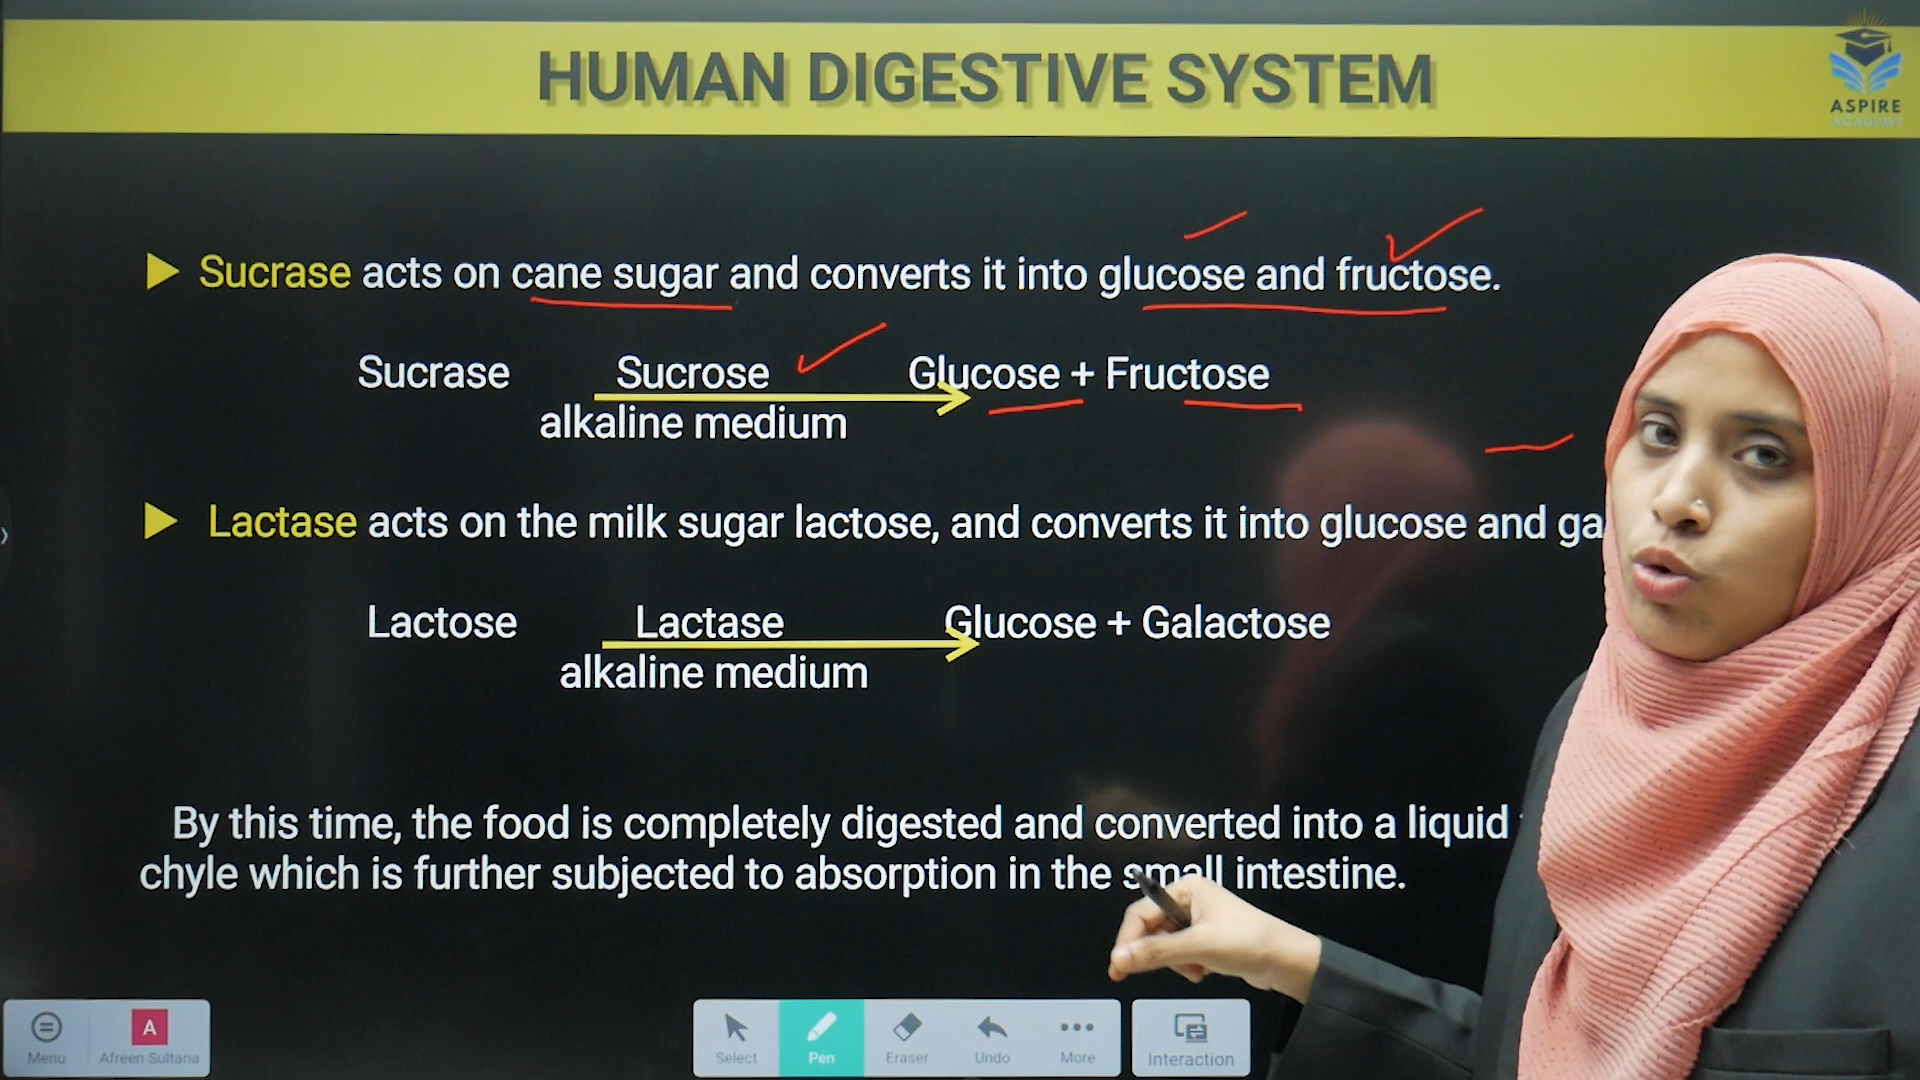 HUMAN DIGESTIVE SYSTEM
ASPIRE
ACADEMY
Sucrase acts on cane sugar and converts it into glucose and fructose.
Sucrase Sucrose Glucose + Fructose
alkaline medium
Lactase acts on the milk sugar lactose, and converts it into glucose and ga
Lactose Lactase Glucose + Galactose
alkaline medium
By this time, the food is completely digested and converted into a liquid
chyle which is further subjected to absorption in the small intestine.
A
Menu Afreen Sultana Select Pen Eraser Undo More Interaction